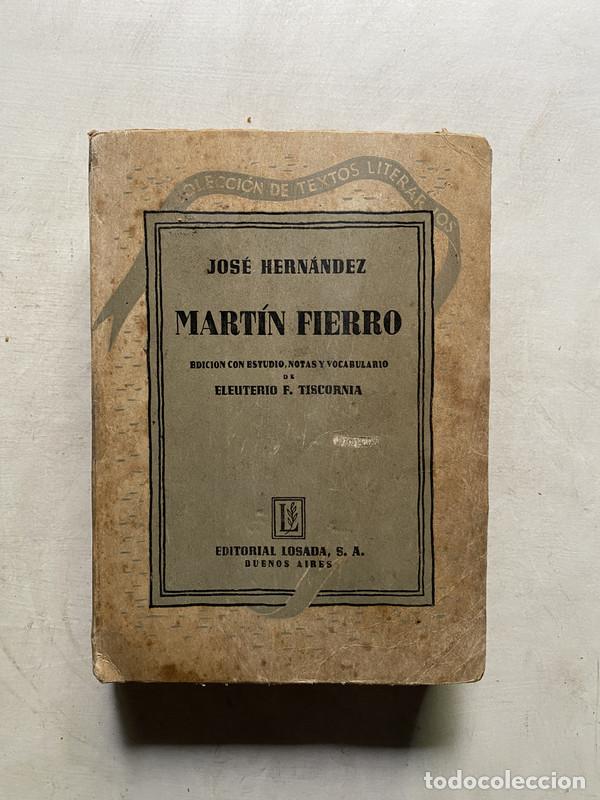 COLECCIÓN DE TEXTOS LITERARIOS
JOSÉ HERNÁNDEZ
MARTÍN FIERRO
EDICION CON ESTUDIO, NOTAS Y VOCABULARIO
DE
ELEUTERIO F. TISCORNIA
L
EDITORIAL LOSADA, S. A.
BUENOS AIRES
todocoleccion